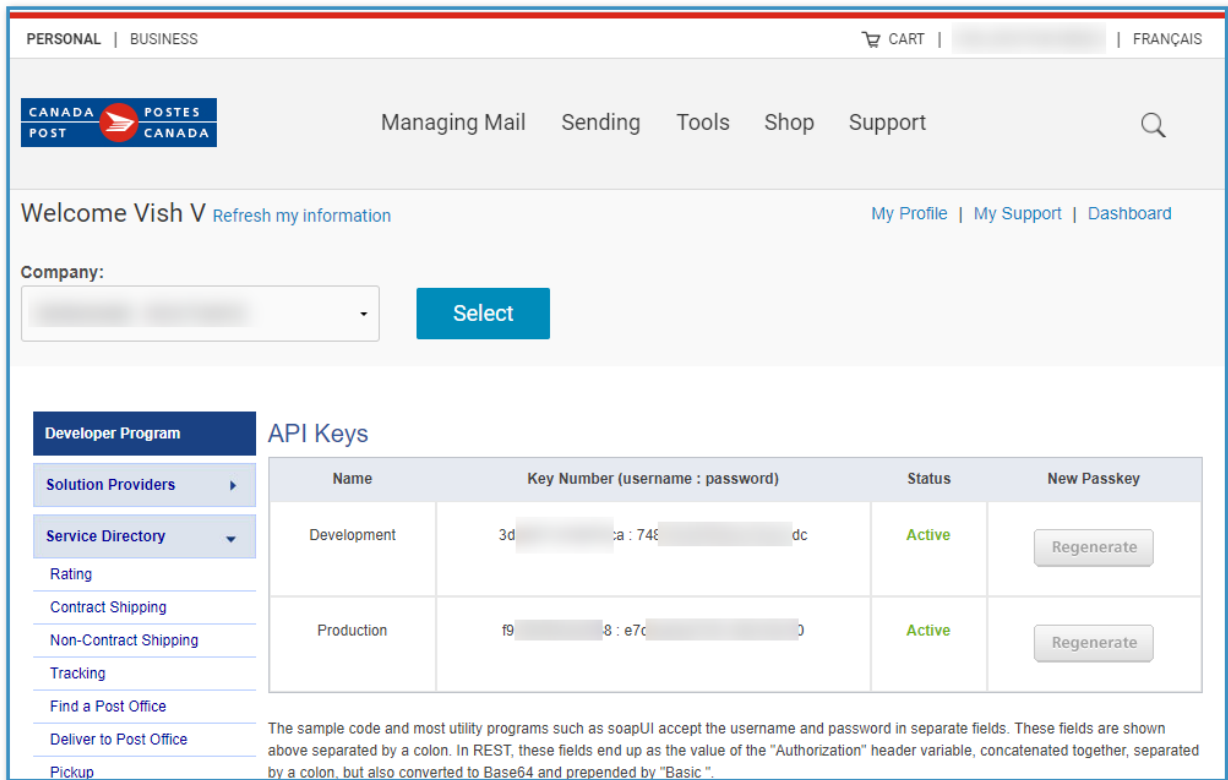 PERSONAL | BUSINESS
CART | | FRANÇAIS
CANADA POST POSTES CANADA
Managing Mail Sending Tools Shop Support
Welcome Vish V Refresh my information
My Profile | My Support | Dashboard
Company:
Select
Developer Program
API Keys
Solution Providers
Name Key Number (username : password) Status New Passkey
Service Directory
Development 3d ca : 748 dc Active Regenerate
Rating
Contract Shipping
Non-Contract Shipping
Production f9 8 : e7c 0 Active Regenerate
Tracking
Find a Post Office
Deliver to Post Office
Pickup
The sample code and most utility programs such as soapUI accept the username and password in separate fields. These fields are shown
above separated by a colon. In REST, these fields end up as the value of the "Authorization" header variable, concatenated together, separated
by a colon, but also converted to Base64 and prepended by "Basic ".